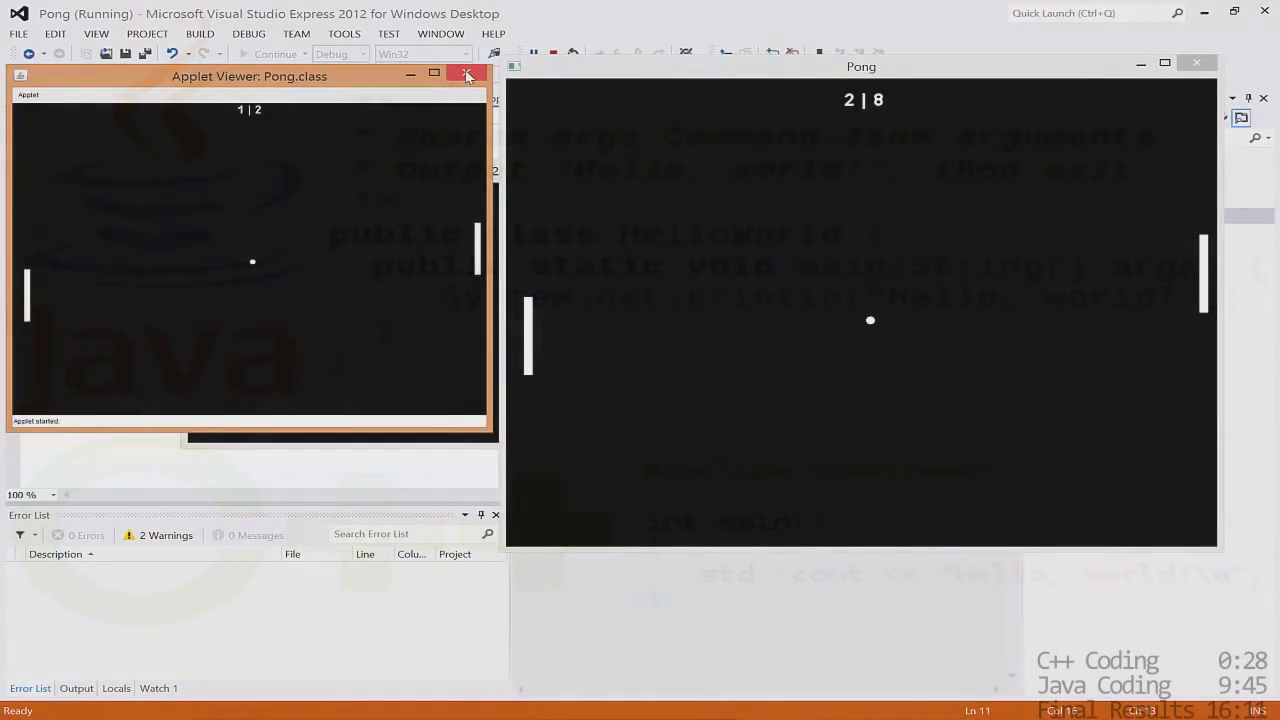 Pong (Running) - Microsoft Visual Studio Express 2012 for Windows Desktop
Quick Launch (Ctrl+Q)
FILE EDIT VIEW PROJECT BUILD DEBUG TEAM TOOLS TEST WINDOW HELP
Continue Debug Win32
Applet Viewer: Pong.class
Pong
Applet
1 | 2
2 | 8
* @param args Command-line arguments
* Output "Hello, world!", then exit
*/
public class HelloWorld {
public static void main(String[] args) {
System.out.println("Hello, world!");
Java
Applet started.
100 %
Error List
0 Errors 2 Warnings 0 Messages Search Error List
Description File Line Colu... Project
int main()
std cout << "Hello, world!\n",
C++ Coding 0:28
Java Coding 9:45
Final Results 16:11
Error List Output Locals Watch 1
Ready Ln 11 Col 16 Ch 13 INS